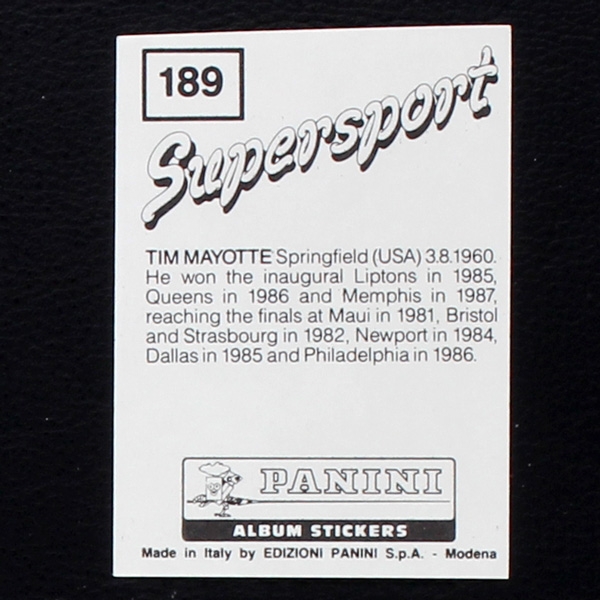 189
Supersport
TIM MAYOTTE Springfield (USA) 3.8.1960.
He won the inaugural Liptons in 1985,
Queens in 1986 and Memphis in 1987,
reaching the finals at Maui in 1981, Bristol
and Strasbourg in 1982, Newport in 1984,
Dallas in 1985 and Philadelphia in 1986.
PANINI
ALBUM STICKERS
Made in Italy by EDIZIONI PANINI S.p.A. - Modena